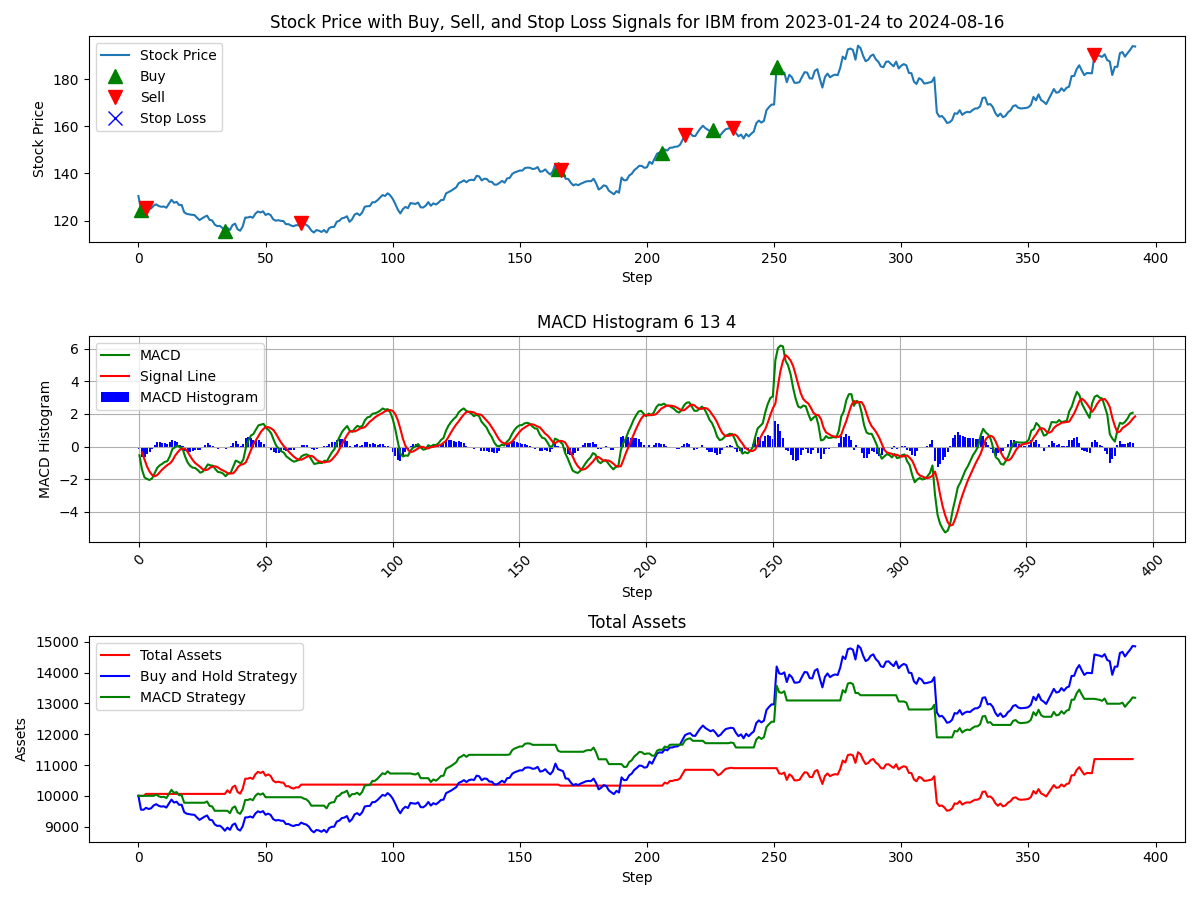 Stock Price with Buy, Sell, and Stop Loss Signals for IBM from 2023-01-24 to 2024-08-16
Stock Price
Buy
Sell
Stop Loss
Stock Price
180
160
140
120
0 50 100 150 200 250 300 350 400
Step
MACD Histogram 6 13 4
MACD
Signal Line
MACD Histogram
MACD Histogram
6
4
2
0
−2
−4
0 50 100 150 200 250 300 350 400
Step
Total Assets
Total Assets
Buy and Hold Strategy
MACD Strategy
Assets
15000
14000
13000
12000
11000
10000
9000
0 50 100 150 200 250 300 350 400
Step